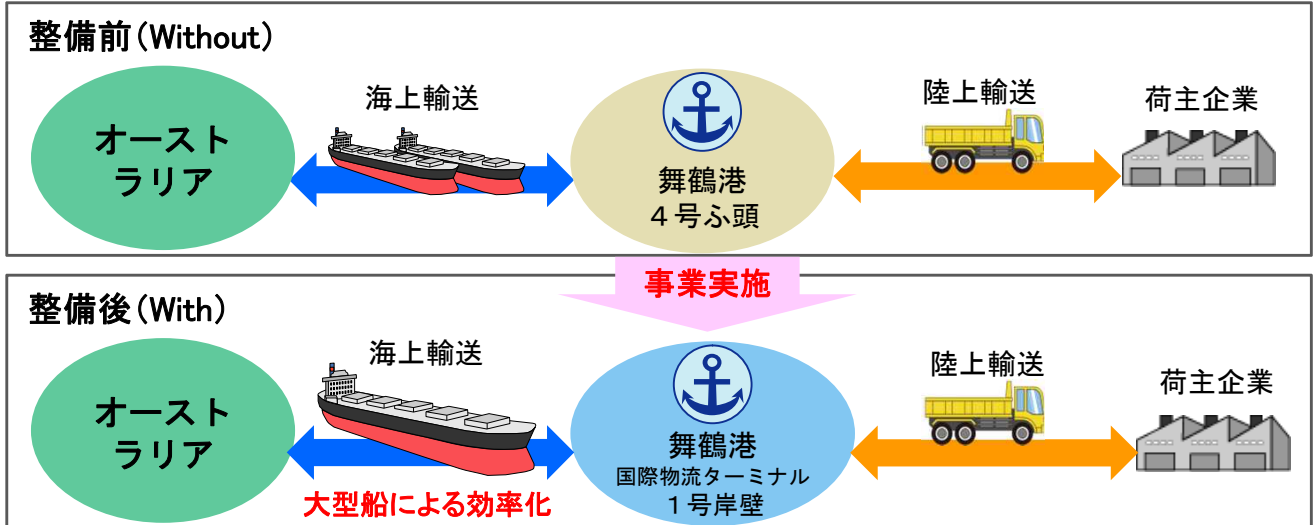 整備前（Without）
オースト
ラリア
海上輸送
舞鶴港
４号ふ頭
陸上輸送
荷主企業
事業実施
整備後（With）
オースト
ラリア
海上輸送
大型船による効率化
舞鶴港
国際物流ターミナル
１号岸壁
陸上輸送
荷主企業